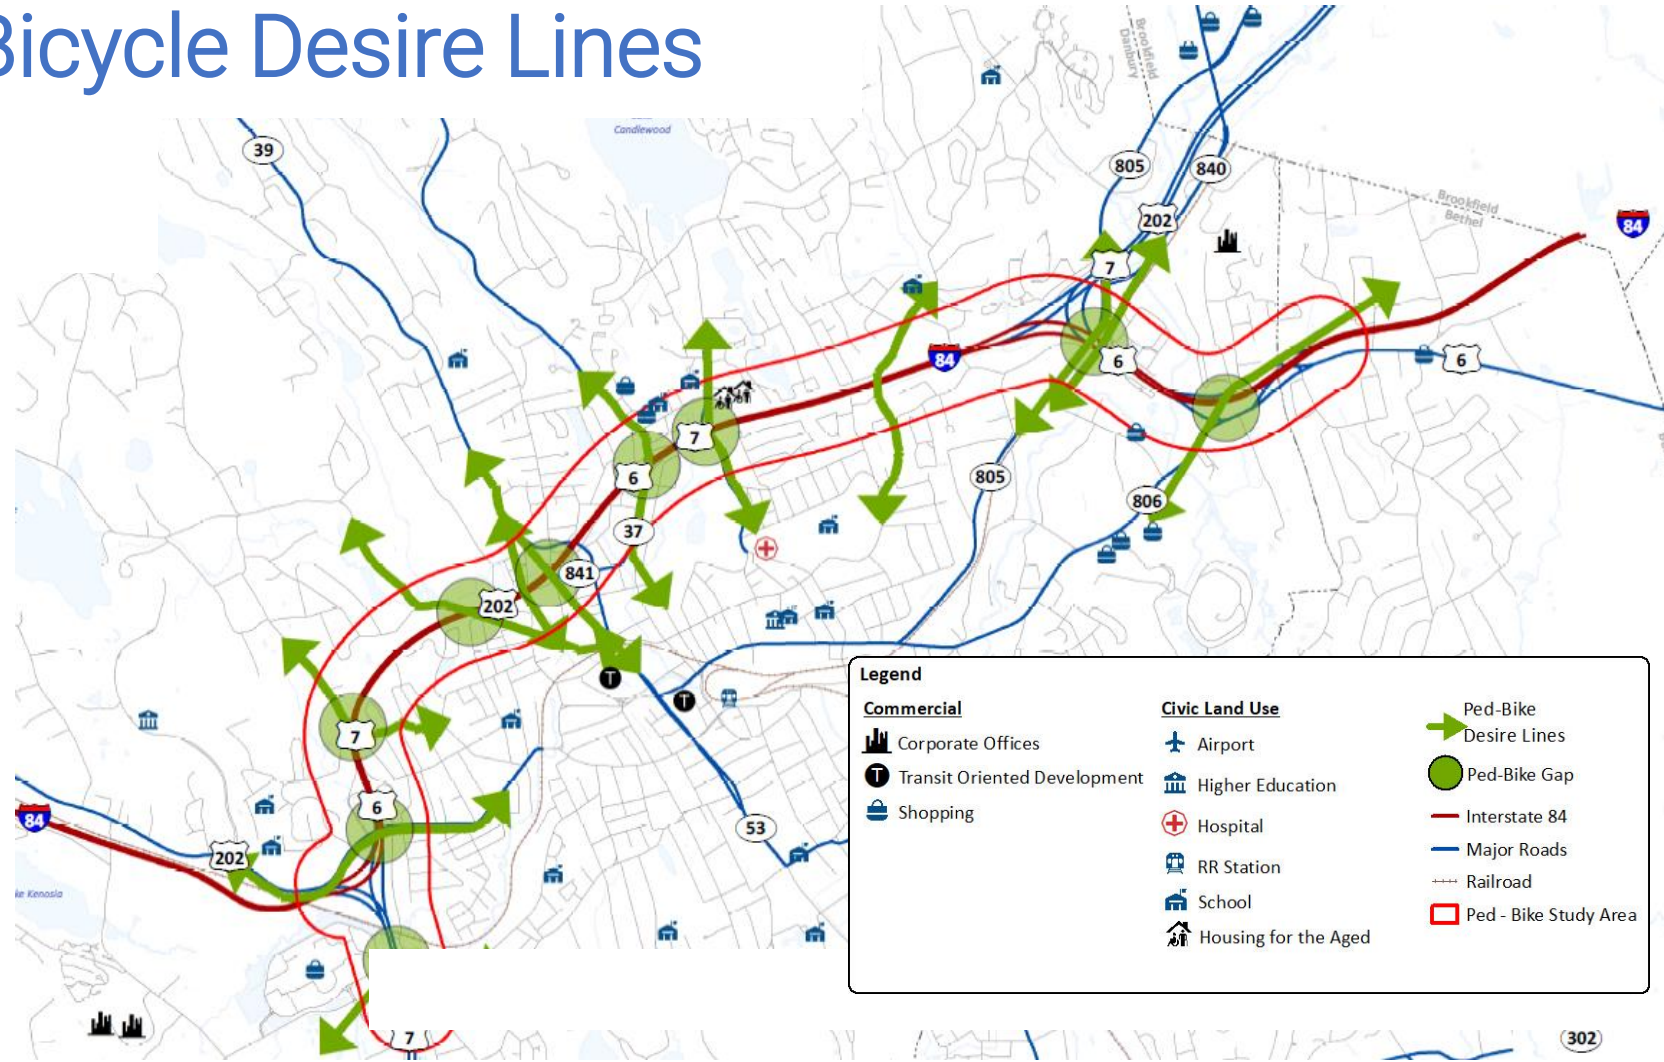 Bicycle Desire Lines
Brookfield
Danbury
Candlewood
39
805
840
202
Brookfield
Bethel
84
7
84
6
6
7
6
805
806
37
841
202
7
6
84
202
ke Kenosia
53
7
302
T
T
Legend
Commercial
Corporate Offices
T Transit Oriented Development
Shopping
Civic Land Use
Airport
Higher Education
Hospital
RR Station
School
Housing for the Aged
Ped-Bike
Desire Lines
Ped-Bike Gap
Interstate 84
Major Roads
Railroad
Ped - Bike Study Area